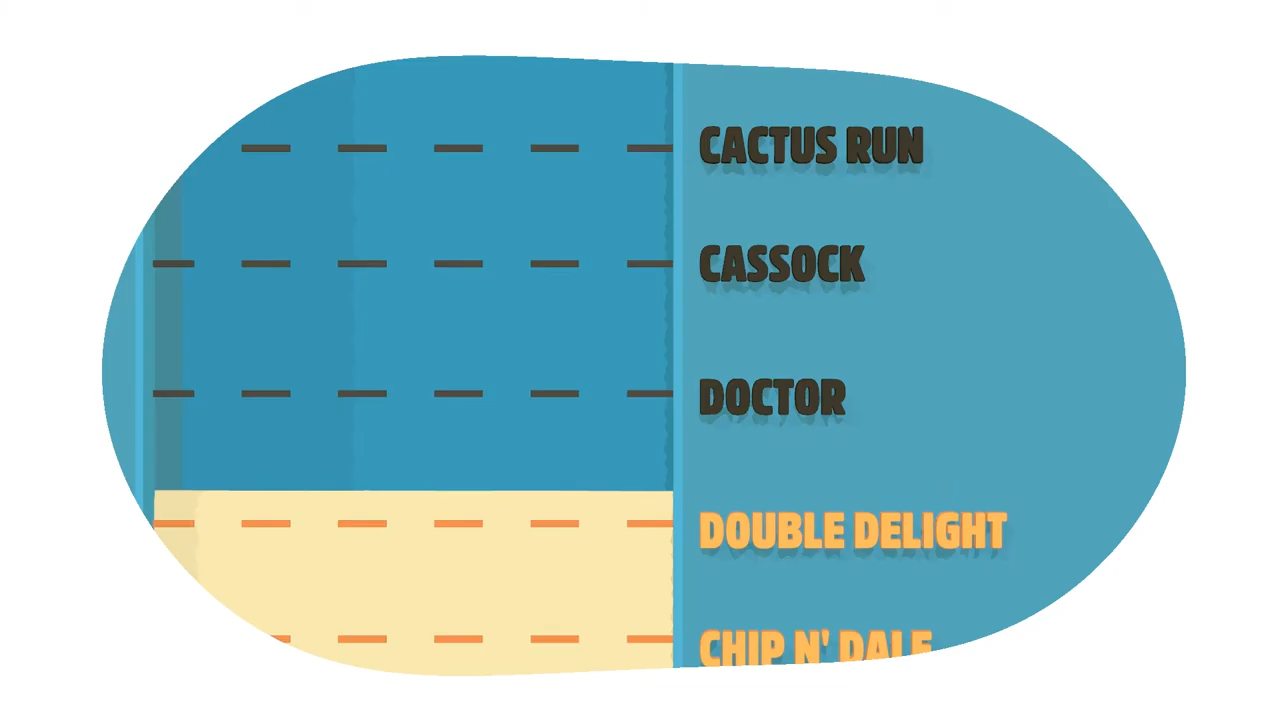 CACTUS RUN
CASSOCK
DOCTOR
DOUBLE DELIGHT
CHIP N' DALE